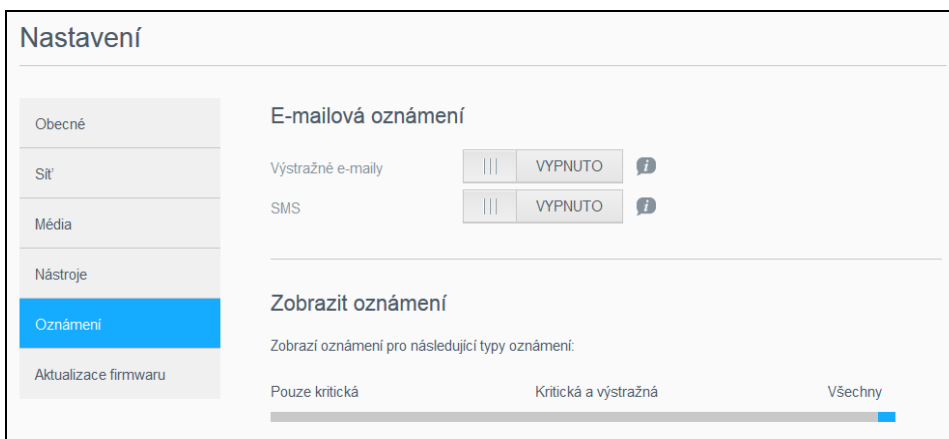 Nastavení
Obecné
Síť
Média
Nástroje
Oznámení
Aktualizace firmwaru
E-mailová oznámení
Výstražné e-maily VYPNUTO
SMS VYPNUTO
Zobrazit oznámení
Zobrazí oznámení pro následující typy oznámení:
Pouze kritická Kritická a výstražná Všechny